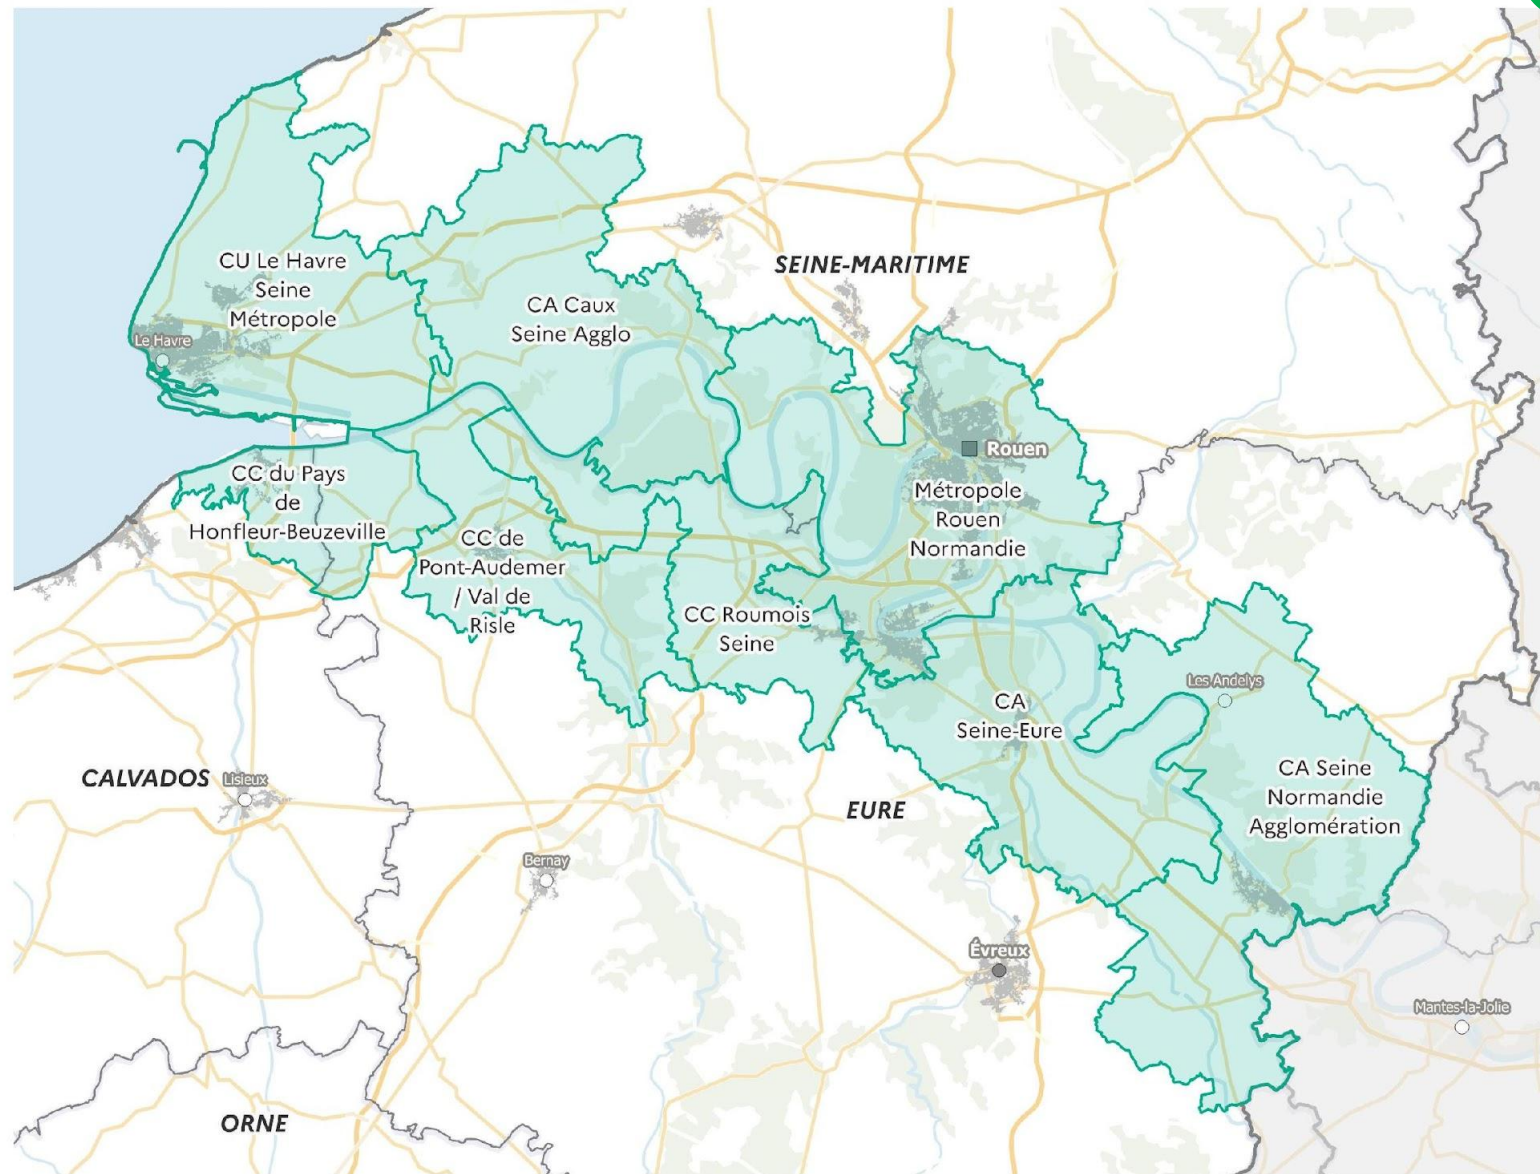 SEINE-MARITIME
CU Le Havre
Seine
Métropole
CA Caux
Seine Agglo
Le Havre
Rouen
CC du Pays
de
Honfleur-Beuzeville
Métropole
Rouen
Normandie
CC de
Pont-Audemer
/ Val de
Risle
CC Roumois
Seine
Les Andelys
CA
Seine-Eure
CALVADOS
Lisieux
EURE
CA Seine
Normandie
Agglomération
Bernay
Évreux
Mantes-la-Jolie
ORNE